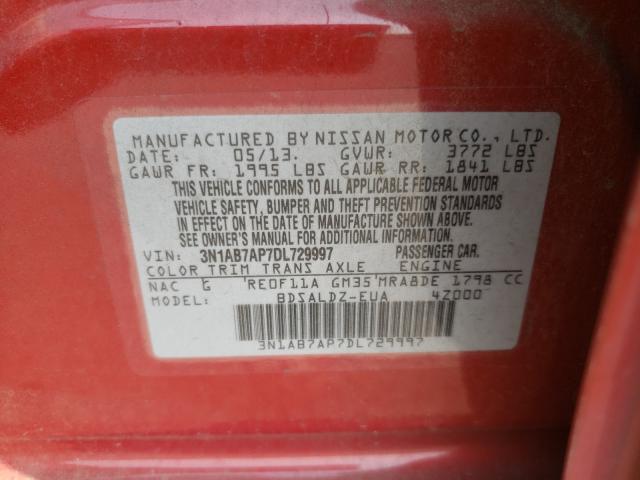 MANUFACTURED BY NISSAN MOTOR CO., LTD.
DATE: 05/13. GVWR: 3772 LBS
GAWR FR: 1995 LBS GAWR RR: 1841 LBS
THIS VEHICLE CONFORMS TO ALL APPLICABLE FEDERAL MOTOR
VEHICLE SAFETY, BUMPER AND THEFT PREVENTION STANDARDS
IN EFFECT ON THE DATE OF MANUFACTURE SHOWN ABOVE.
SEE OWNER'S MANUAL FOR ADDITIONAL INFORMATION.
VIN: 3N1AB7AP7DL729997 PASSENGER CAR.
COLOR TRIM TRANS AXLE ENGINE
NAC G RE0F11A GM35 MRA8DE 1798 CC
MODEL: BDSALDZ-EUA 4Z000
3N1AB7AP7DL729997